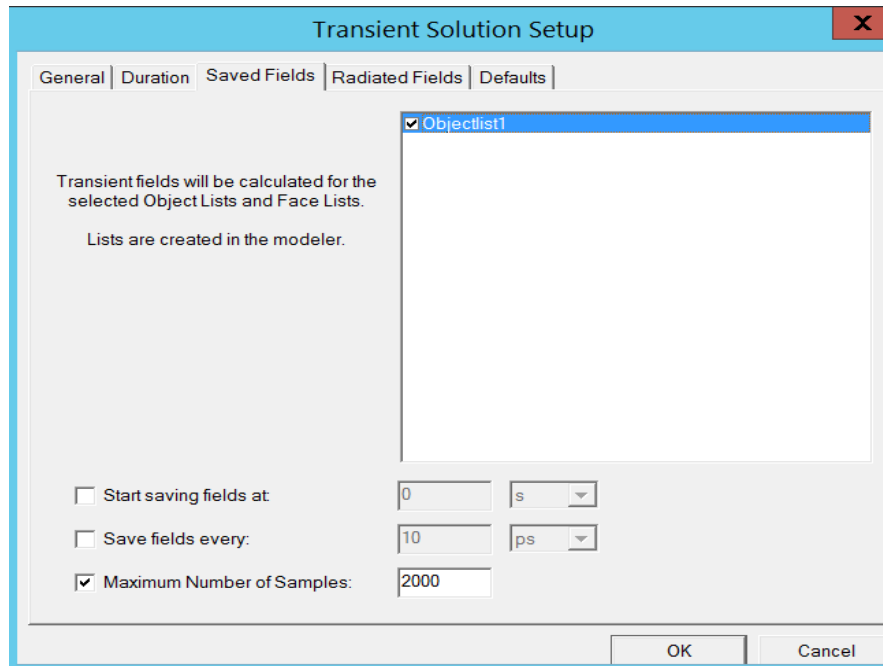 Transient Solution Setup
X
General
Duration
Saved Fields
Radiated Fields
Defaults
Objectlist1
Transient fields will be calculated for the
selected Object Lists and Face Lists.
Lists are created in the modeler.
Start saving fields at:
0
s
Save fields every:
10
ps
Maximum Number of Samples:
2000
OK
Cancel